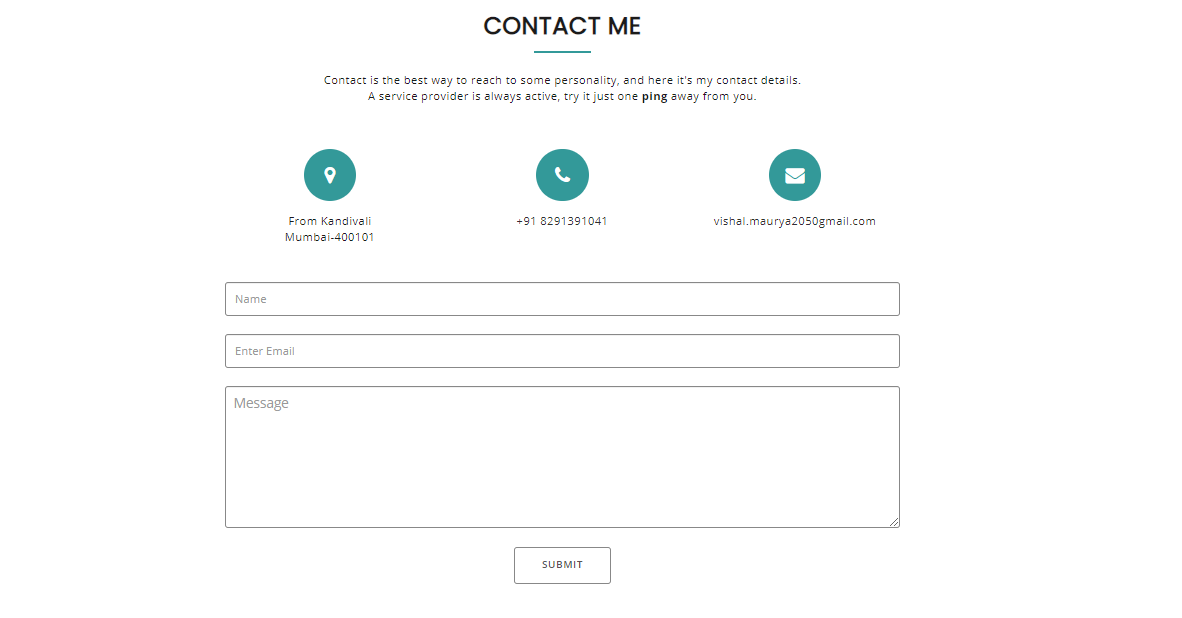 CONTACT ME
Contact is the best way to reach to some personality, and here it's my contact details.
A service provider is always active, try it just one ping away from you.
From Kandivali
Mumbai-400101
+91 8291391041
vishal.maurya2050gmail.com
Name
Enter Email
Message
SUBMIT